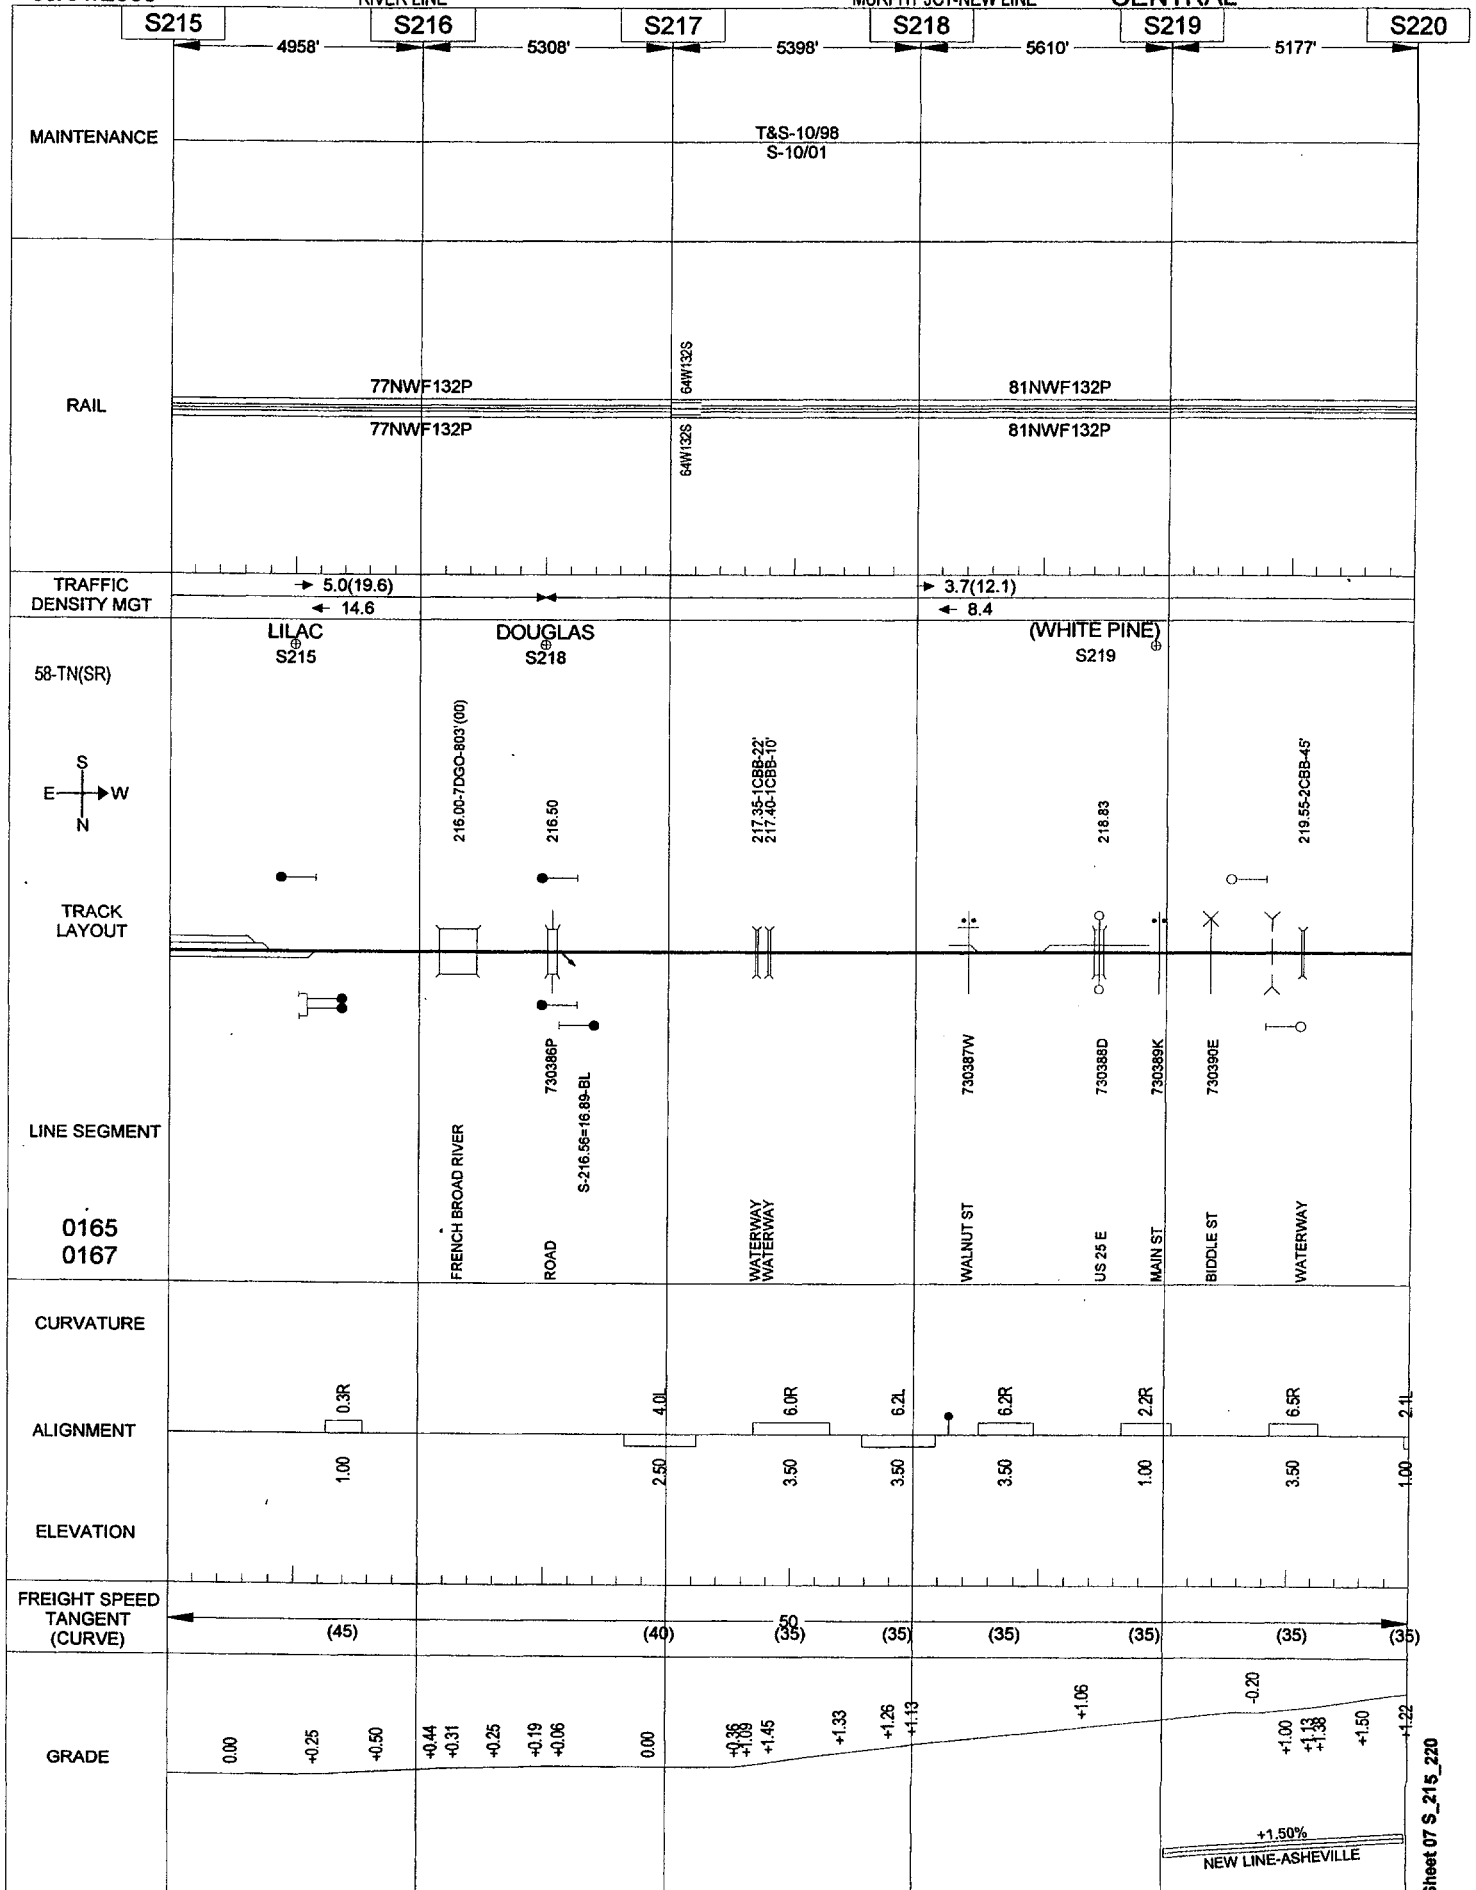 RIVER LINE
CENTRAL
S215 S216 S217 S218 S219 S220
4958' 5308' 5398' 5610' 5177'
MAINTENANCE
T&S-10/98
S-10/01
RAIL
77NWF132P
77NWF132P
64W132S
64W132S
81NWF132P
81NWF132P
TRAFFIC
DENSITY MGT
5.0(19.6)
14.6
3.7(12.1)
8.4
LILAC
S215
DOUGLAS
S218
(WHITE PINE)
S219
58-TN(SR)
S
E W
N
216.00-7DGO-803'(00)
216.50
217.35-1CBB-22'
217.40-1CBB-10'
218.83
219.55-2CBB-45'
TRACK
LAYOUT
730386P
S-216.56=16.89-BL
730387W
730388D
730389K
730390E
LINE SEGMENT
0165
0167
FRENCH BROAD RIVER
ROAD
WATERWAY
WATERWAY
WALNUT ST
US 25 E
MAIN ST
BIDDLE ST
WATERWAY
CURVATURE
0.3R 4.0L 6.0R 6.2L 6.2R 2.2R 6.5R 2.1L
ALIGNMENT
1.00 2.50 3.50 3.50 3.50 1.00 3.50 1.00
ELEVATION
FREIGHT SPEED
TANGENT
(CURVE)
50
(45) (40) (35) (35) (35) (35) (35) (35)
GRADE
0.00 +0.25 +0.50 +0.44 +0.31 +0.25 +0.19 +0.06 0.00 +0.36 +1.09 +1.45 +1.33 +1.26 +1.13 +1.06 -0.20 +1.00 +1.13 +1.38 +1.50 +1.22
+1.50%
NEW LINE-ASHEVILLE
Sheet 07 S_215_220